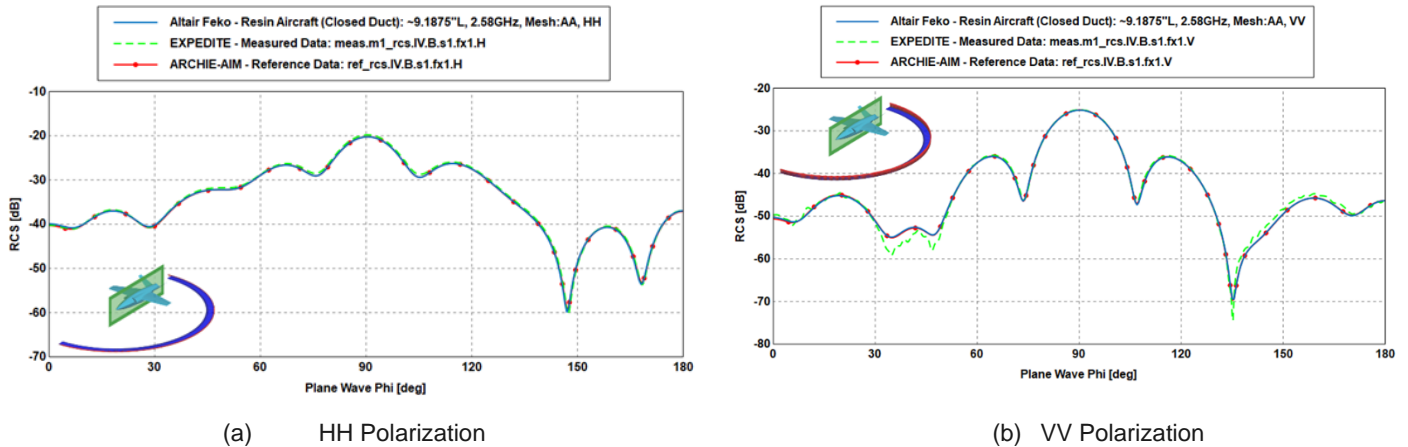 Altair Feko - Resin Aircraft (Closed Duct): ~9.1875"L, 2.58GHz, Mesh:AA, HH
EXPEDITE - Measured Data: meas.m1_rcs.IV.B.s1.fx1.H
ARCHIE-AIM - Reference Data: ref_rcs.IV.B.s1.fx1.H
-10
-20
-30
-40
-50
-60
-70
RCS [dB]
0 30 60 90 120 150 180
Plane Wave Phi [deg]
(a) HH Polarization
Altair Feko - Resin Aircraft (Closed Duct): ~9.1875"L, 2.58GHz, Mesh:AA, VV
EXPEDITE - Measured Data: meas.m1_rcs.IV.B.s1.fx1.V
ARCHIE-AIM - Reference Data: ref_rcs.IV.B.s1.fx1.V
-20
-30
-40
-50
-60
-70
-80
RCS [dB]
0 30 60 90 120 150 180
Plane Wave Phi [deg]
(b) VV Polarization